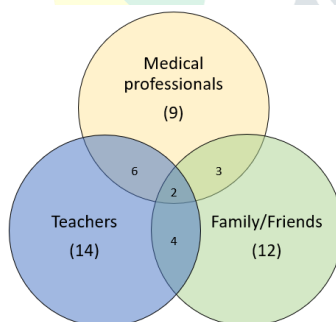 Medical
professionals
(9)
6
3
2
Teachers
(14)
4
Family/Friends
(12)